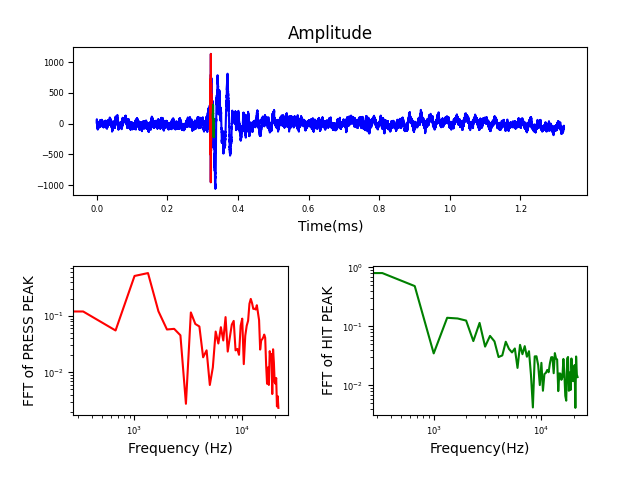 Amplitude
1000
500
0
−500
−1000
0.0 0.2 0.4 0.6 0.8 1.0 1.2
Time(ms)
FFT of PRESS PEAK
10⁻¹
10⁻²
10³ 10⁴
Frequency (Hz)
FFT of HIT PEAK
10⁰
10⁻¹
10⁻²
10³ 10⁴
Frequency(Hz)